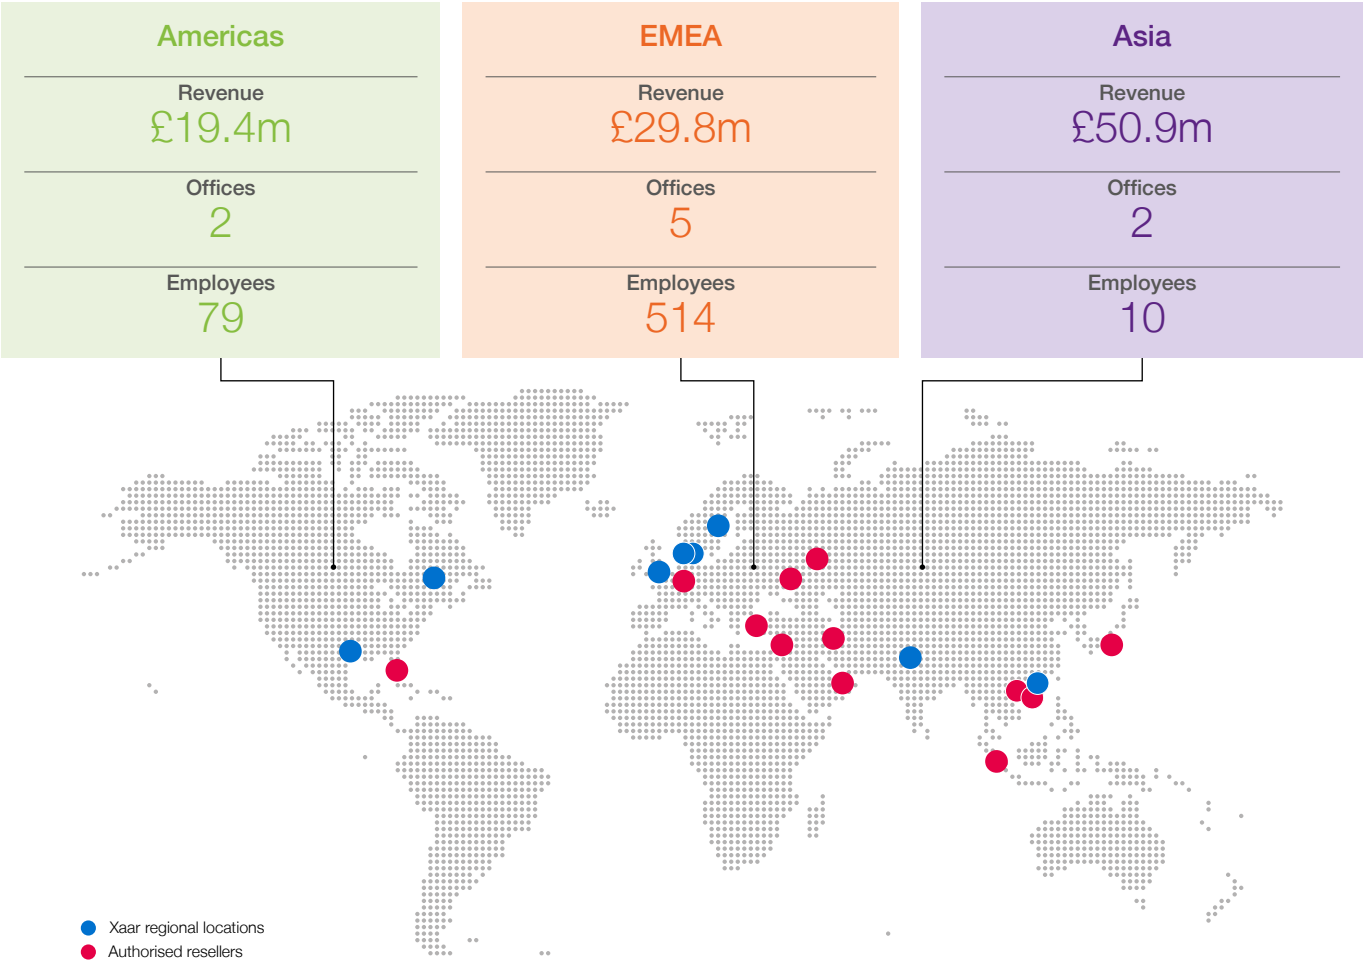 Americas
Revenue
£19.4m
Offices
2
Employees
79
EMEA
Revenue
£29.8m
Offices
5
Employees
514
Asia
Revenue
£50.9m
Offices
2
Employees
10
Xaar regional locations
Authorised resellers